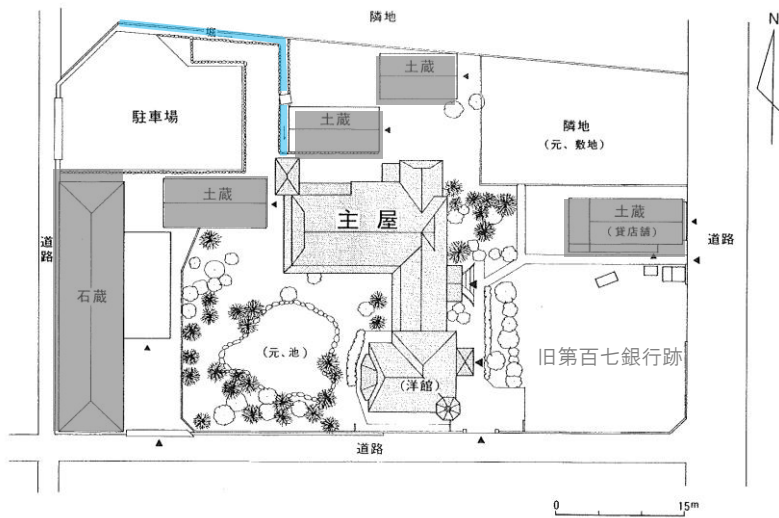 隣地
N
堀
土蔵
駐車場
土蔵
隣地
(元、敷地)
土蔵
主屋
土蔵
(貸店舗)
道路
道路
石蔵
(元、池)
(洋館)
旧第百七銀行跡
道路
0 15m